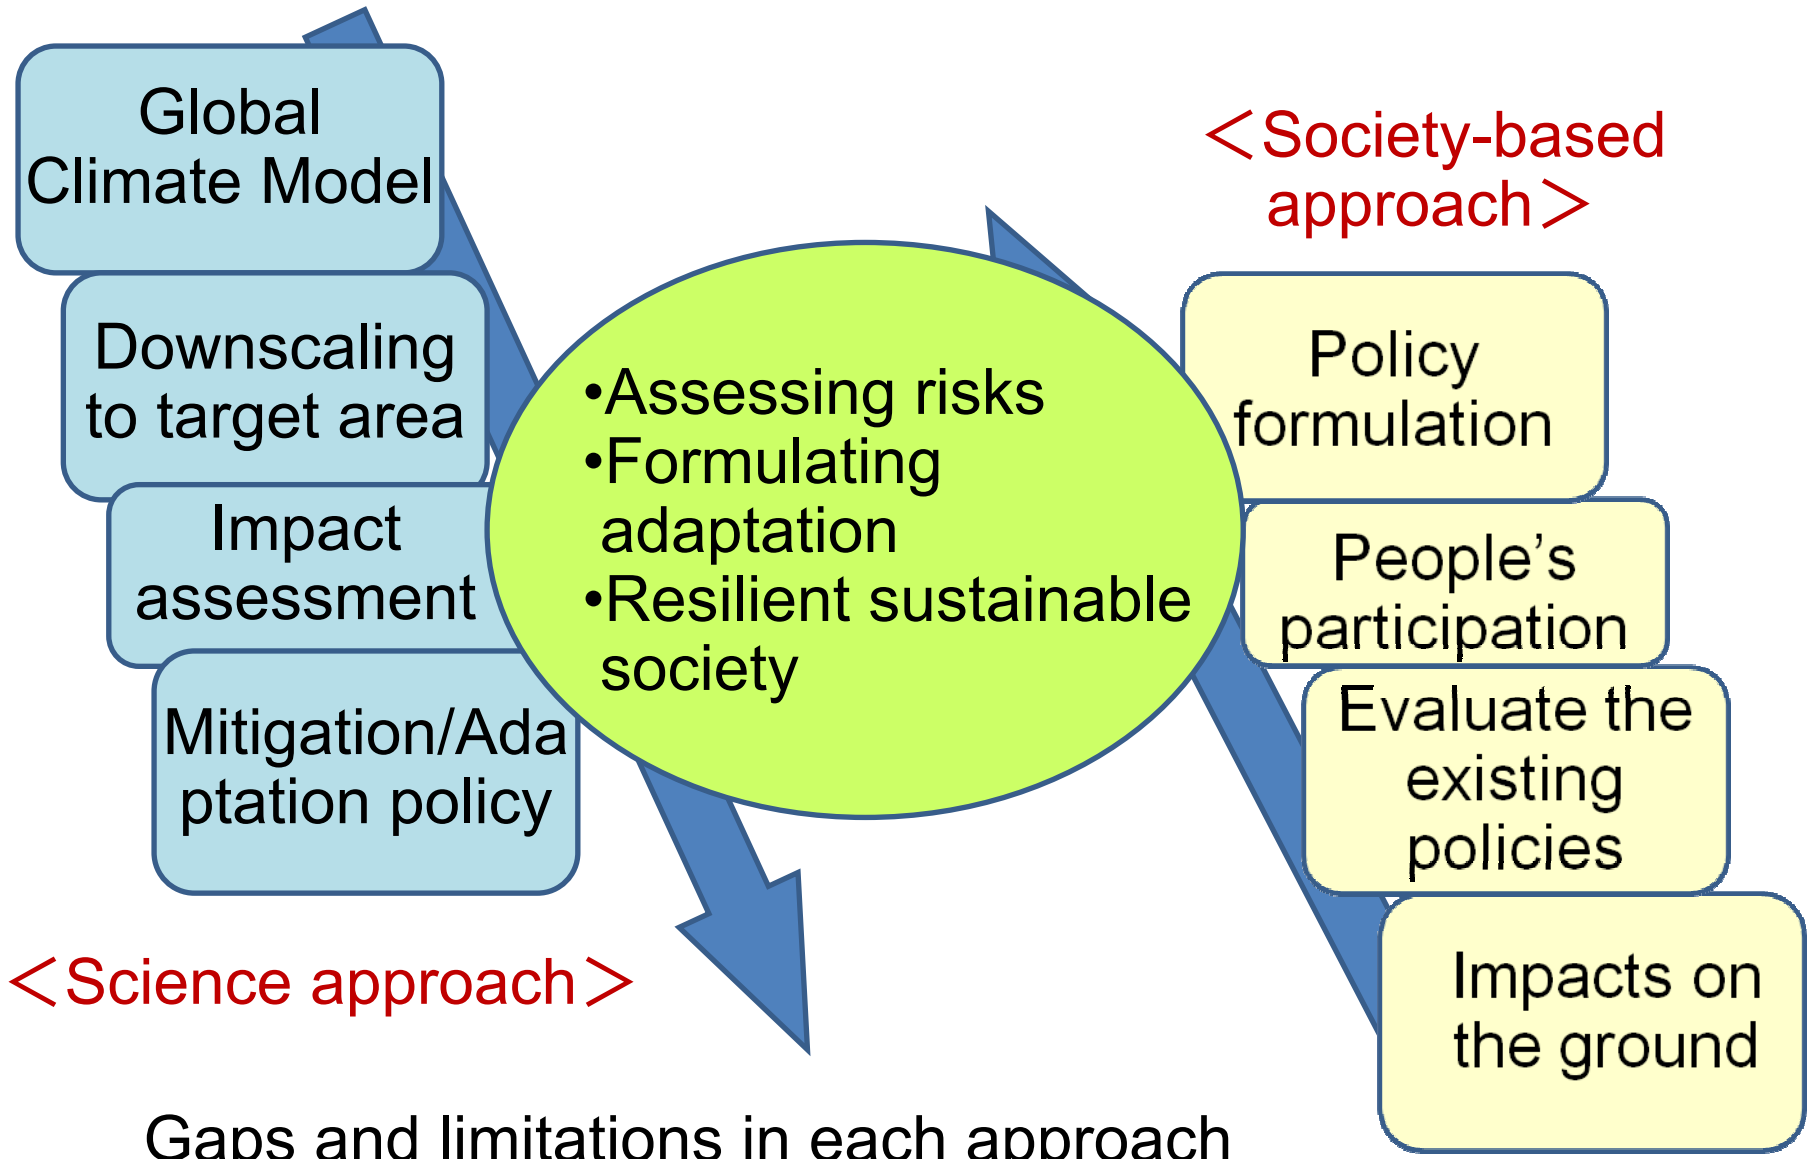 Global
Climate Model
Downscaling
to target area
Impact
assessment
Mitigation/Ada
ptation policy
＜Science approach＞
•Assessing risks
•Formulating
adaptation
•Resilient sustainable
society
＜Society-based
approach＞
Policy
formulation
People’s
participation
Evaluate the
existing
policies
Impacts on
the ground
Gaps and limitations in each approach